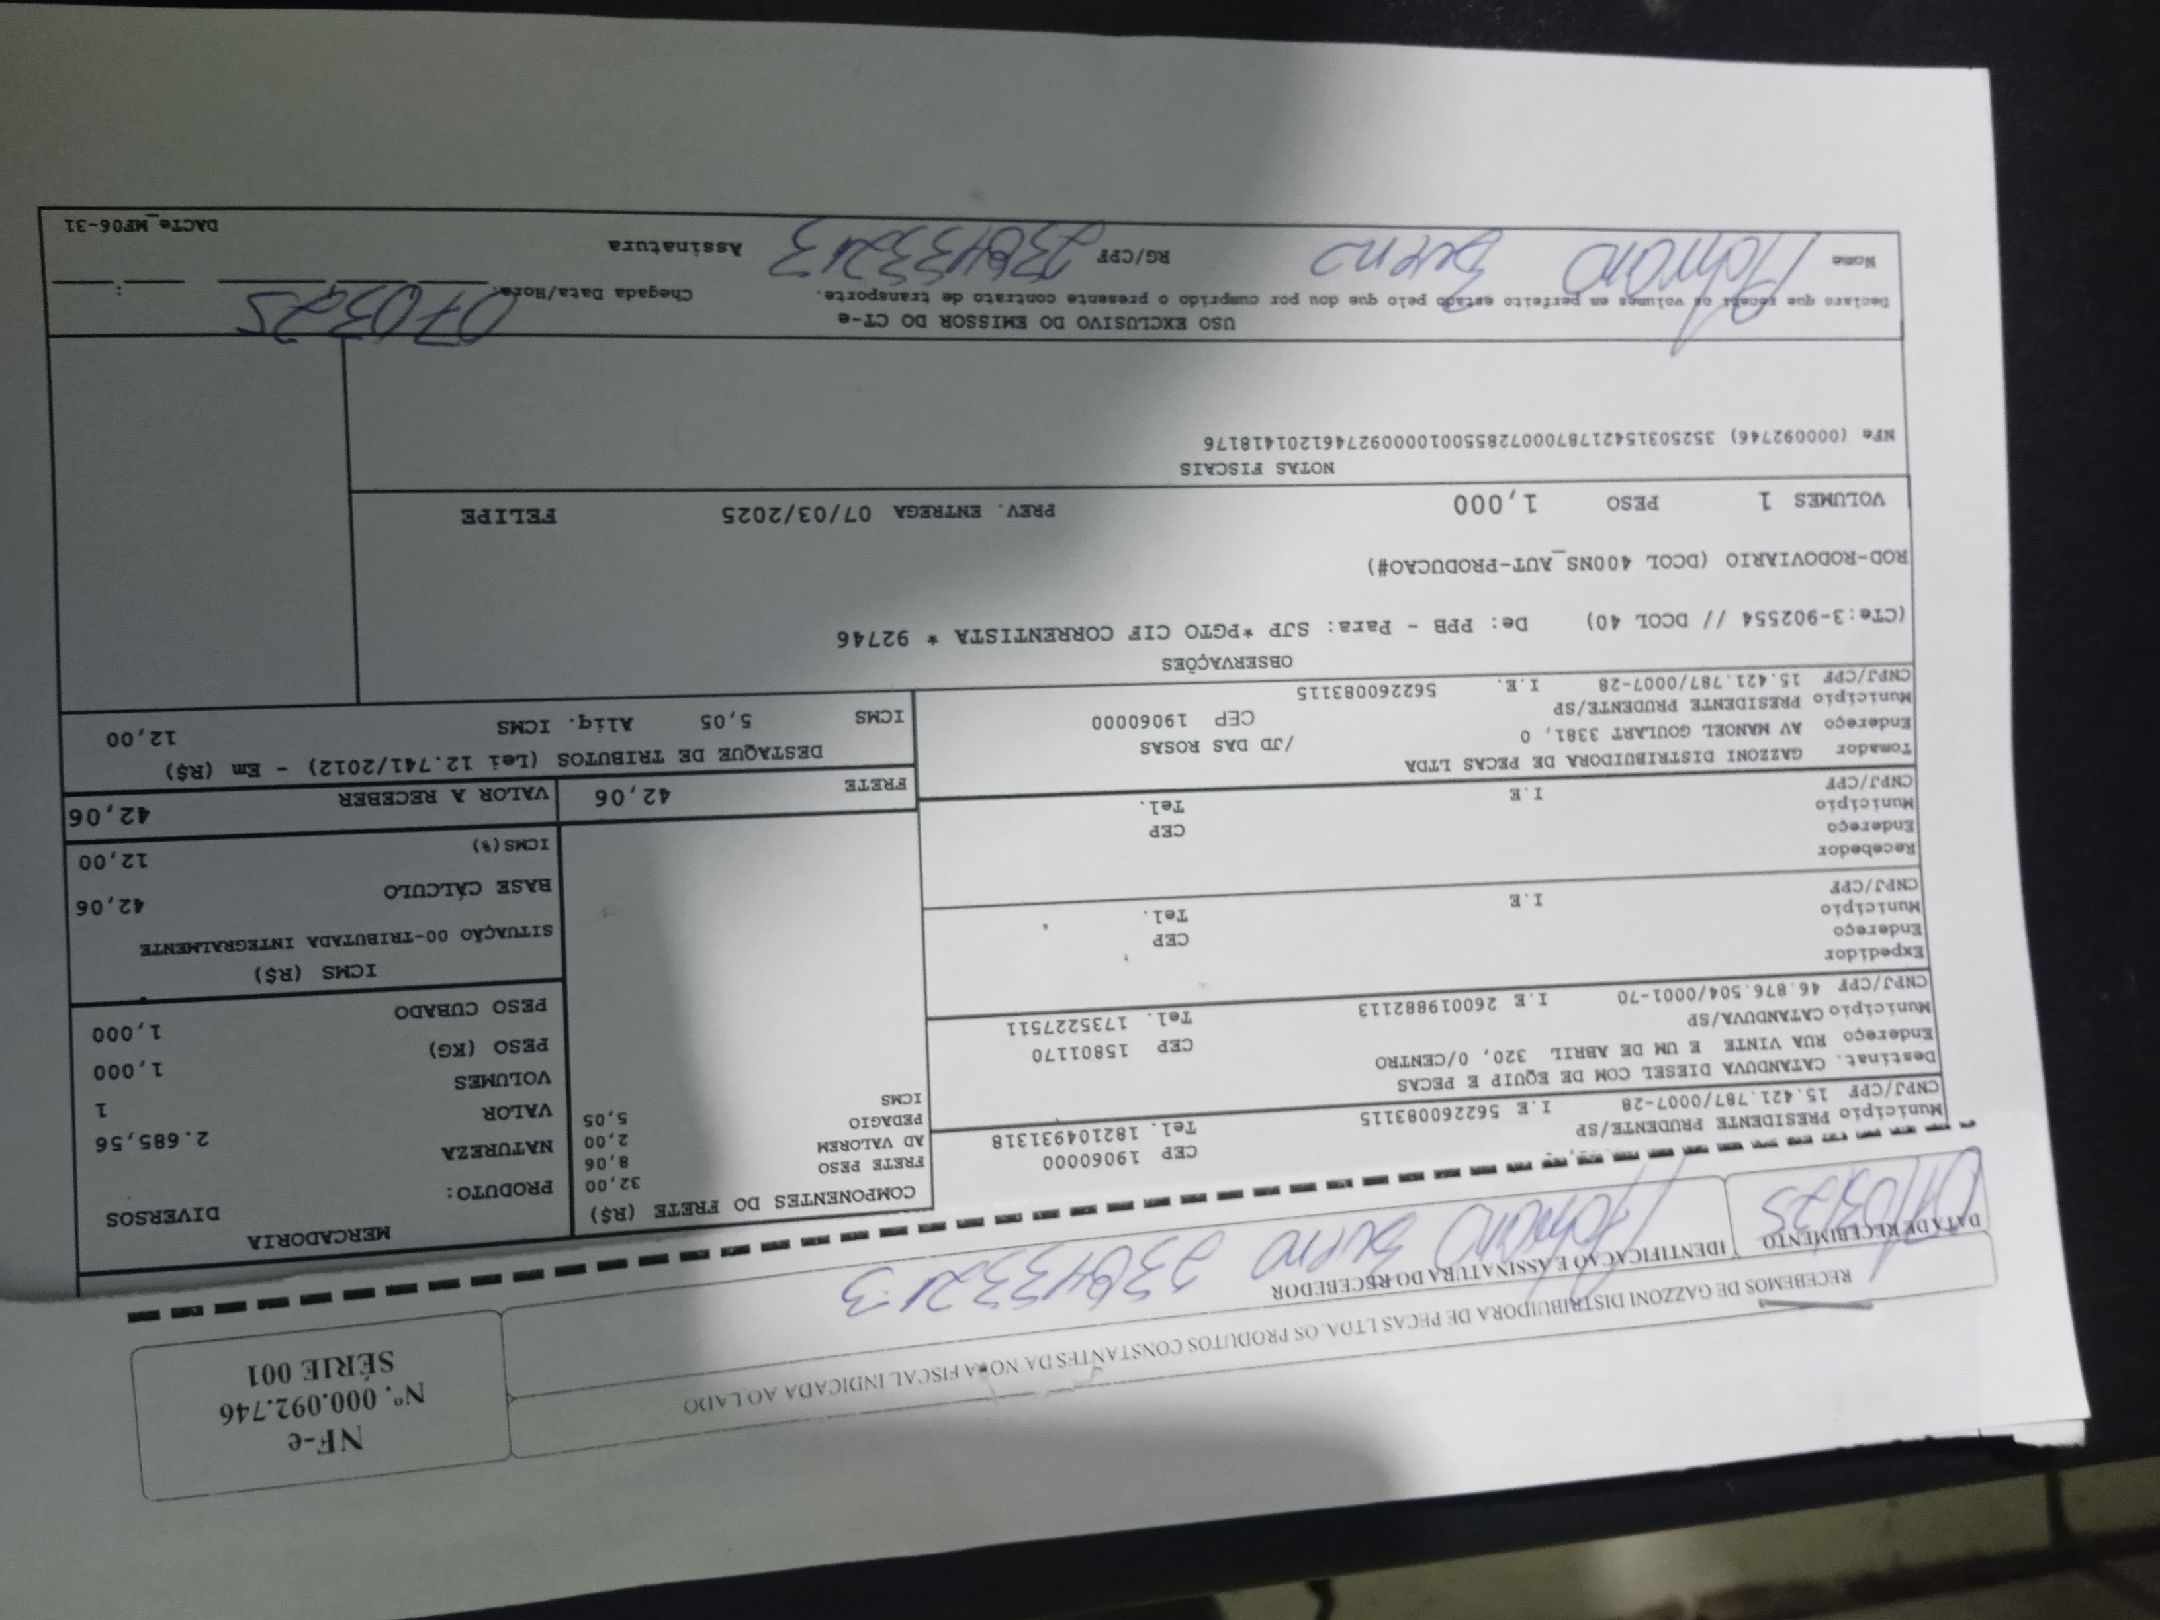 NF-e
Nº. 000.092.746
SÉRIE 001
RECEBEMOS DE GAZZONI DISTRIBUIDORA DE PECAS LTDA. OS PRODUTOS CONSTANTES DA NOTA FISCAL INDICADA AO LADO
DATA DE RECEBIMENTO
IDENTIFICAÇÃO E ASSINATURA DO RECEBEDOR
Bueno
Município PRESIDENTE PRUDENTE/SP CEP 19060000
CNPJ/CPF 15.421.787/0007-28 I.E 562260083115 Tel. 182104931318
Destinat. CATANDUVA DIESEL COM DE EQUIP E PECAS
Endereço RUA VINTE E UM DE ABRIL 320, 0/CENTRO
Município CATANDUVA/SP CEP 15801170
CNPJ/CPF 46.876.504/0001-70 I.E 260019882113 Tel. 1735227511
Expedidor
Endereço
Município CEP
CNPJ/CPF I.E Tel.
Recebedor
Endereço
Município CEP
CNPJ/CPF I.E Tel.
Tomador GAZZONI DISTRIBUIDORA DE PECAS LTDA
Endereço AV MANOEL GOULART 3381, 0 /JD DAS ROSAS
Município PRESIDENTE PRUDENTE/SP CEP 19060000
CNPJ/CPF 15.421.787/0007-28 I.E. 562260083115
COMPONENTES DO FRETE (R$)
FRETE PESO 32,00
AD VALOREM 8,06
PEDAGIO 2,00
ICMS 5,05
MERCADORIA
PRODUTO: DIVERSOS
NATUREZA
VALOR 2.685,56
VOLUMES 1
PESO (KG) 1,000
PESO CUBADO 1,000
ICMS (R$)
SITUAÇÃO 00-TRIBUTADA INTEGRALMENTE
BASE CÁLCULO 42,06
ICMS(%) 12,00
FRETE 42,06 VALOR A RECEBER 42,06
DESTAQUE DE TRIBUTOS (Lei 12.741/2012) - Em (R$)
ICMS 5,05 Aliq. ICMS 12,00
OBSERVAÇÕES
(CTe:3-902554 // DCOL 40) De: PPB - Para: SJP *PGTO CIF CORRENTISTA * 92746
ROD-RODOVIARIO (DCOL 400NS_AUT-PRODUCAO#)
VOLUMES 1 PESO 1,000 PREV. ENTREGA 07/03/2025 FELIPE
NOTAS FISCAIS
NFe (000092746) 35250315421787000728550010000927461201418176
USO EXCLUSIVO DO EMISSOR DO CT-e
Declaro que recebi os volumes em perfeito estado pelo que dou por cumprido o presente contrato de transporte.
Chegada Data/Hora: 070325 :
Nome Bueno RG/CPF Assinatura
DACTe_MF06-31